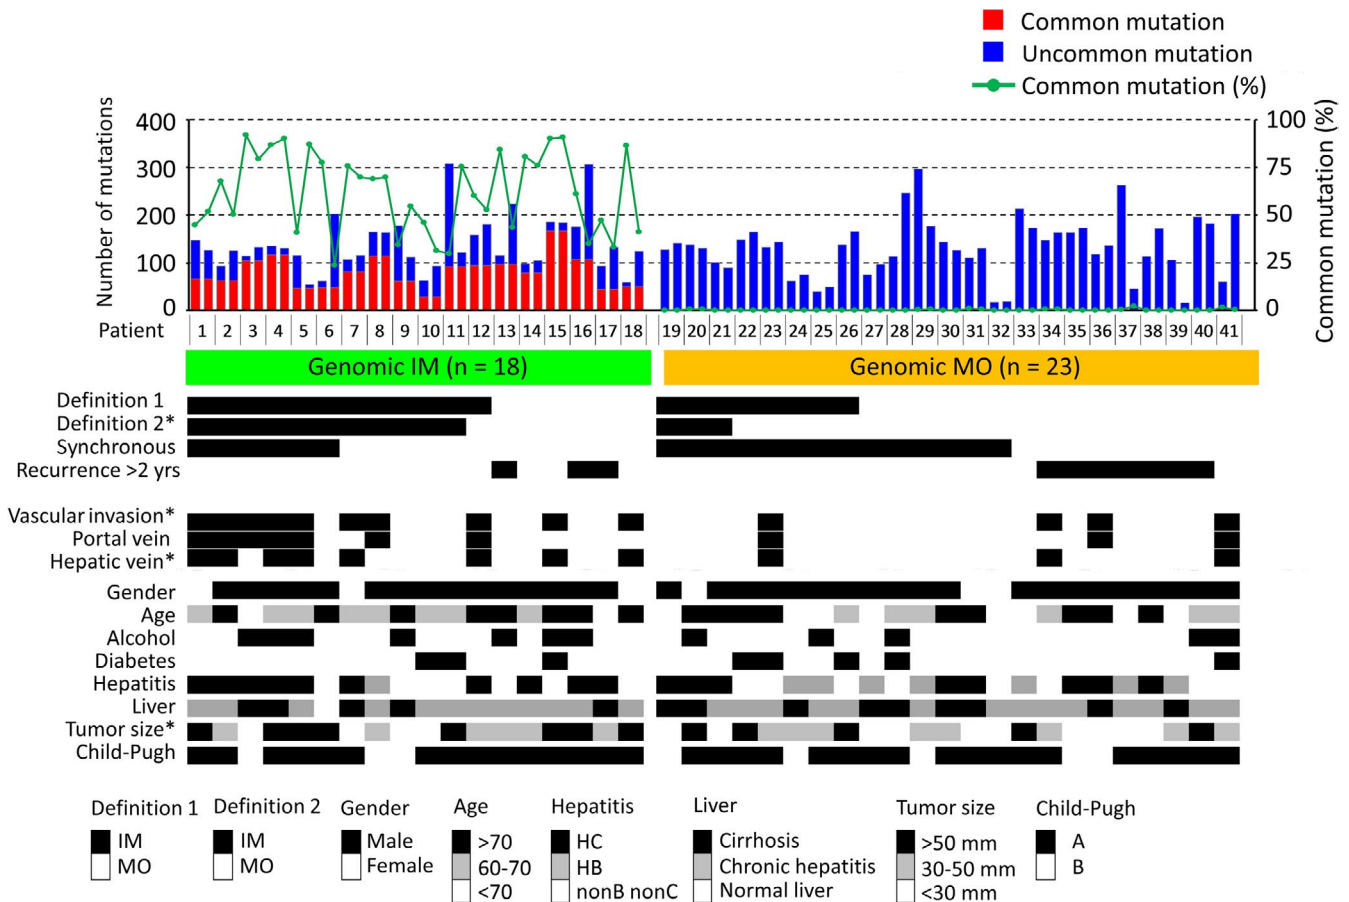 Common mutation
Uncommon mutation
Common mutation (%)
Number of mutations
400
300
200
100
0
100
75
50
25
0
Common mutation (%)
Patient 1 2 3 4 5 6 7 8 9 10 11 12 13 14 15 16 17 18 19 20 21 22 23 24 25 26 27 28 29 30 31 32 33 34 35 36 37 38 39 40 41
Genomic IM (n = 18) Genomic MO (n = 23)
Definition 1
Definition 2*
Synchronous
Recurrence >2 yrs
Vascular invasion*
Portal vein
Hepatic vein*
Gender
Age
Alcohol
Diabetes
Hepatitis
Liver
Tumor size*
Child-Pugh
Definition 1
IM
MO
Definition 2
IM
MO
Gender
Male
Female
Age
>70
60-70
<70
Hepatitis
HC
HB
nonB nonC
Liver
Cirrhosis
Chronic hepatitis
Normal liver
Tumor size
>50 mm
30-50 mm
<30 mm
Child-Pugh
A
B